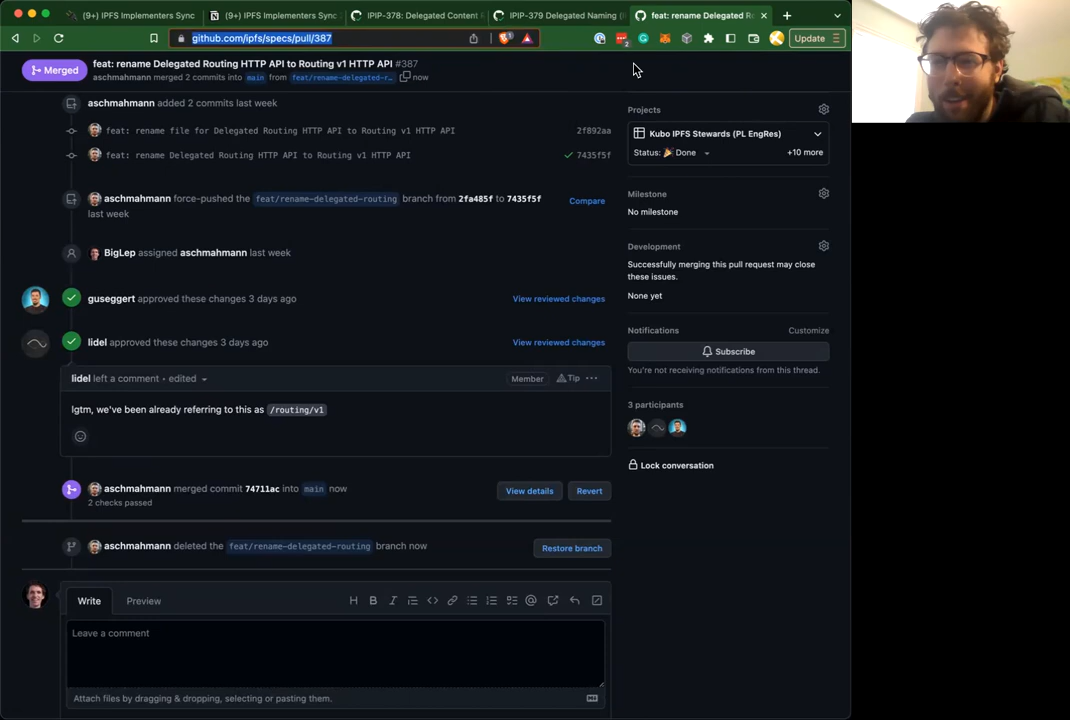 (9+) IPFS Implementers Sync
(9+) IPFS Implementers Sync
IPIP-378: Delegated Content R
IPIP-379 Delegated Naming (I
feat: rename Delegated R
github.com/ipfs/specs/pull/387
1
2
Update
Merged
feat: rename Delegated Routing HTTP API to Routing v1 HTTP API #387
aschmahmann merged 2 commits into main from feat/rename-delegated-r… now
aschmahmann added 2 commits last week
feat: rename file for Delegated Routing HTTP API to Routing v1 HTTP API 2f892aa
feat: rename Delegated Routing HTTP API to Routing v1 HTTP API 7435f5f
aschmahmann force-pushed the feat/rename-delegated-routing branch from 2fa485f to 7435f5f
last week
Compare
BigLep assigned aschmahmann last week
guseggert approved these changes 3 days ago
View reviewed changes
lidel approved these changes 3 days ago
View reviewed changes
lidel left a comment • edited
Member
Tip
lgtm, we've been already referring to this as /routing/v1
aschmahmann merged commit 74711ac into main now
2 checks passed
View details
Revert
aschmahmann deleted the feat/rename-delegated-routing branch now
Restore branch
Write
Preview
Leave a comment
Attach files by dragging & dropping, selecting or pasting them.
Projects
Kubo IPFS Stewards (PL EngRes)
Status: 🎉 Done
+10 more
Milestone
No milestone
Development
Successfully merging this pull request may close
these issues.
None yet
Notifications
Customize
Subscribe
You're not receiving notifications from this thread.
3 participants
Lock conversation